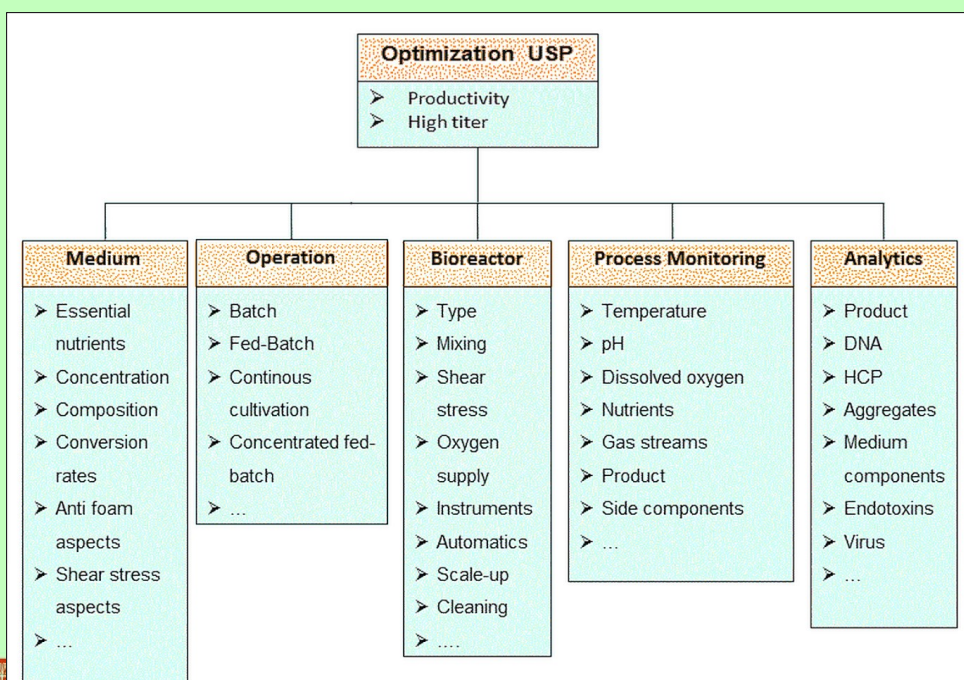 Optimization USP
➢ Productivity
➢ High titer
Medium
➢ Essential
nutrients
➢ Concentration
➢ Composition
➢ Conversion
rates
➢ Anti foam
aspects
➢ Shear stress
aspects
➢ ...
Operation
➢ Batch
➢ Fed-Batch
➢ Continous
cultivation
➢ Concentrated fed-
batch
➢ ...
Bioreactor
➢ Type
➢ Mixing
➢ Shear
stress
➢ Oxygen
supply
➢ Instruments
➢ Automatics
➢ Scale-up
➢ Cleaning
➢ ....
Process Monitoring
➢ Temperature
➢ pH
➢ Dissolved oxygen
➢ Nutrients
➢ Gas streams
➢ Product
➢ Side components
➢ ...
Analytics
➢ Product
➢ DNA
➢ HCP
➢ Aggregates
➢ Medium
components
➢ Endotoxins
➢ Virus
➢ ...